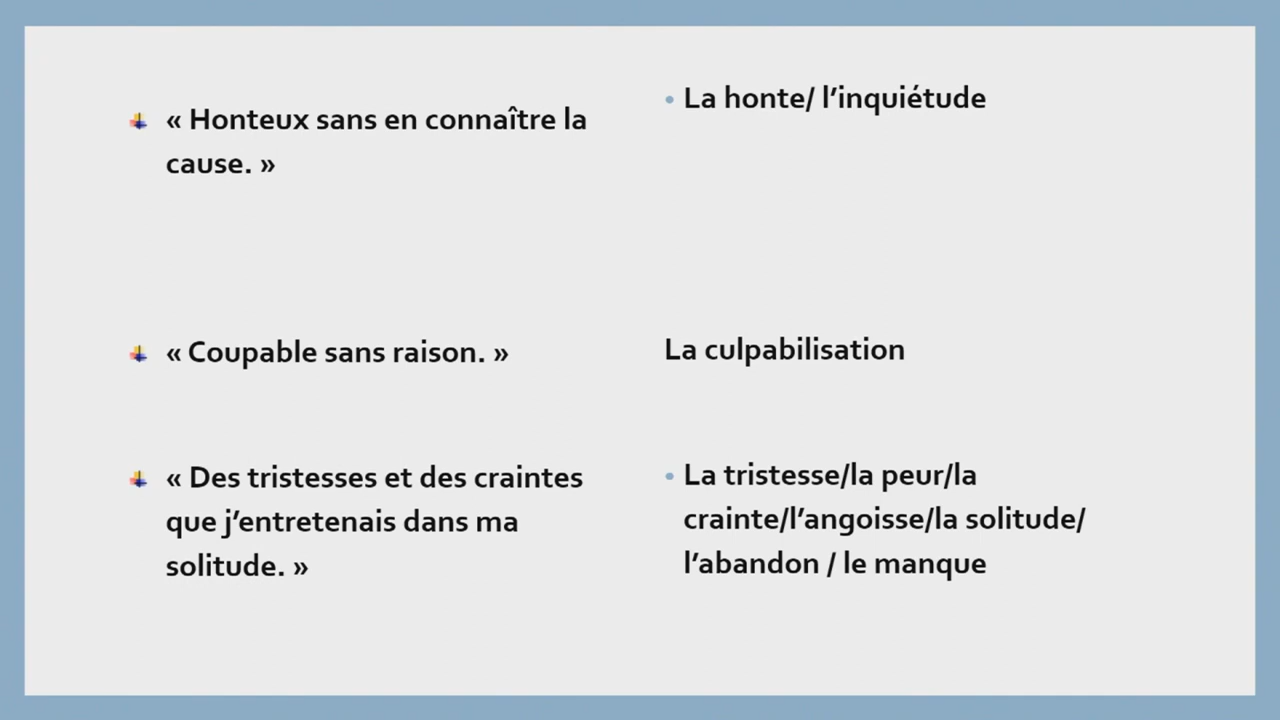 « Honteux sans en connaître la
cause. »
• La honte/ l’inquiétude
« Coupable sans raison. »
La culpabilisation
« Des tristesses et des craintes
que j’entretenais dans ma
solitude. »
• La tristesse/la peur/la
crainte/l’angoisse/la solitude/
l’abandon / le manque